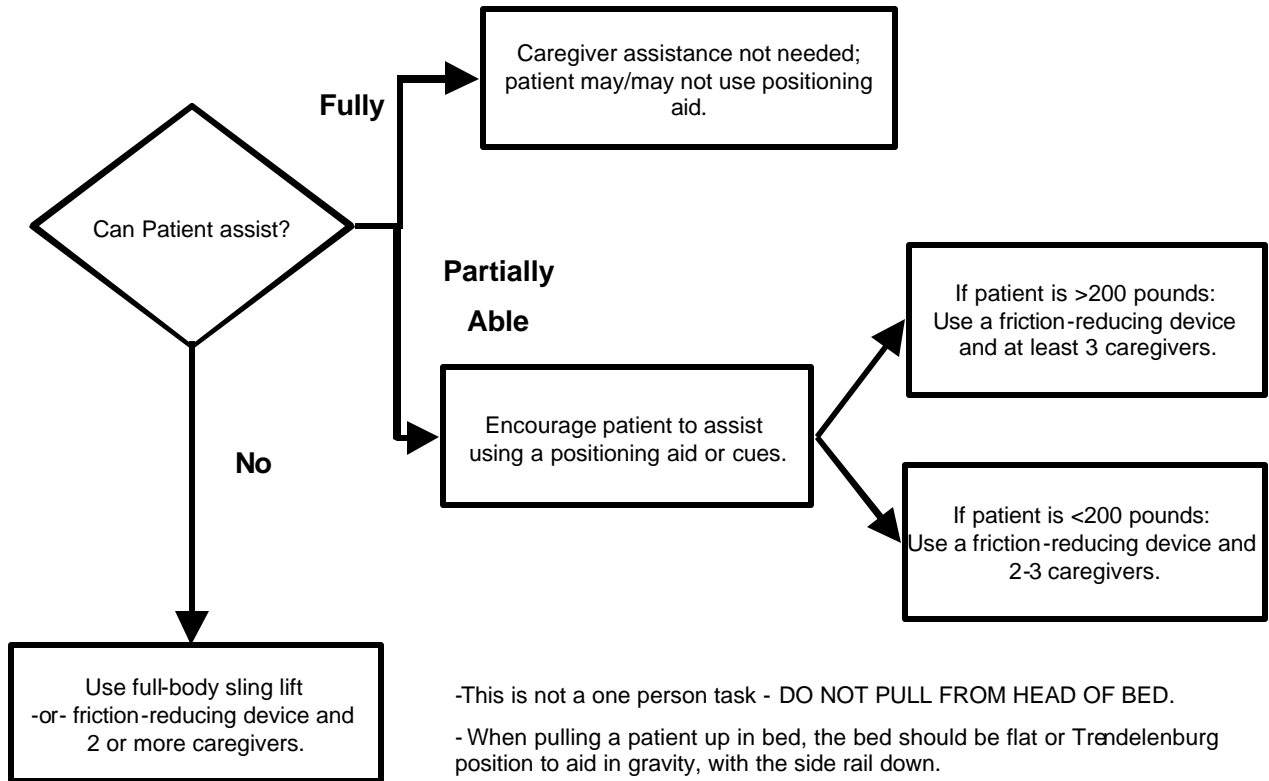 Caregiver assistance not needed;
patient may/may not use positioning
aid.
Fully
Can Patient assist?
Partially
Able
If patient is >200 pounds:
Use a friction-reducing device
and at least 3 caregivers.
Encourage patient to assist
using a positioning aid or cues.
No
If patient is <200 pounds:
Use a friction-reducing device and
2-3 caregivers.
Use full-body sling lift
-or- friction-reducing device and
2 or more caregivers.
-This is not a one person task - DO NOT PULL FROM HEAD OF BED.
- When pulling a patient up in bed, the bed should be flat or Trendelenburg
position to aid in gravity, with the side rail down.